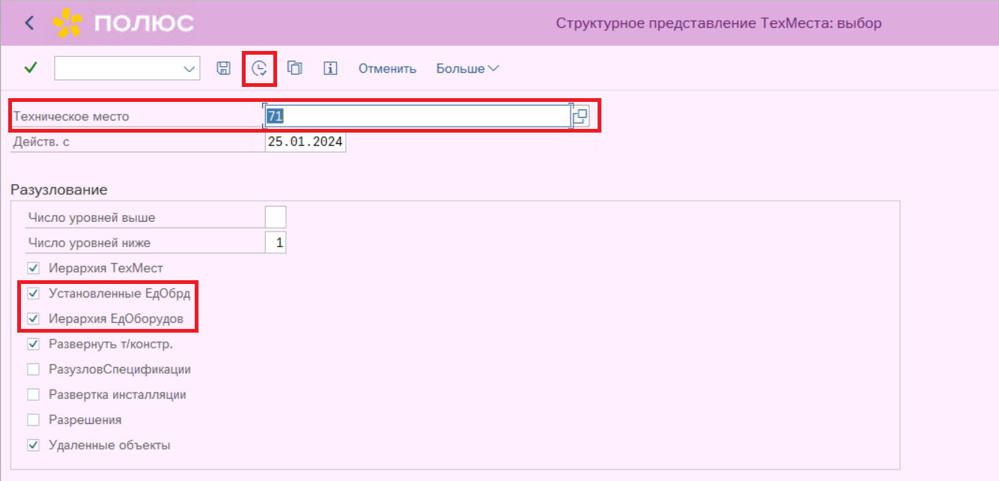 ПОЛЮС
Структурное представление ТехМеста: выбор
Отменить Больше
Техническое место 71
Действ. с 25.01.2024
Разузлование
Число уровней выше
Число уровней ниже 1
Иерархия ТехМест
Установленные ЕдОбрд
Иерархия ЕдОборудов
Развернуть т/констр.
РазузловСпецификации
Развертка инсталляции
Разрешения
Удаленные объекты